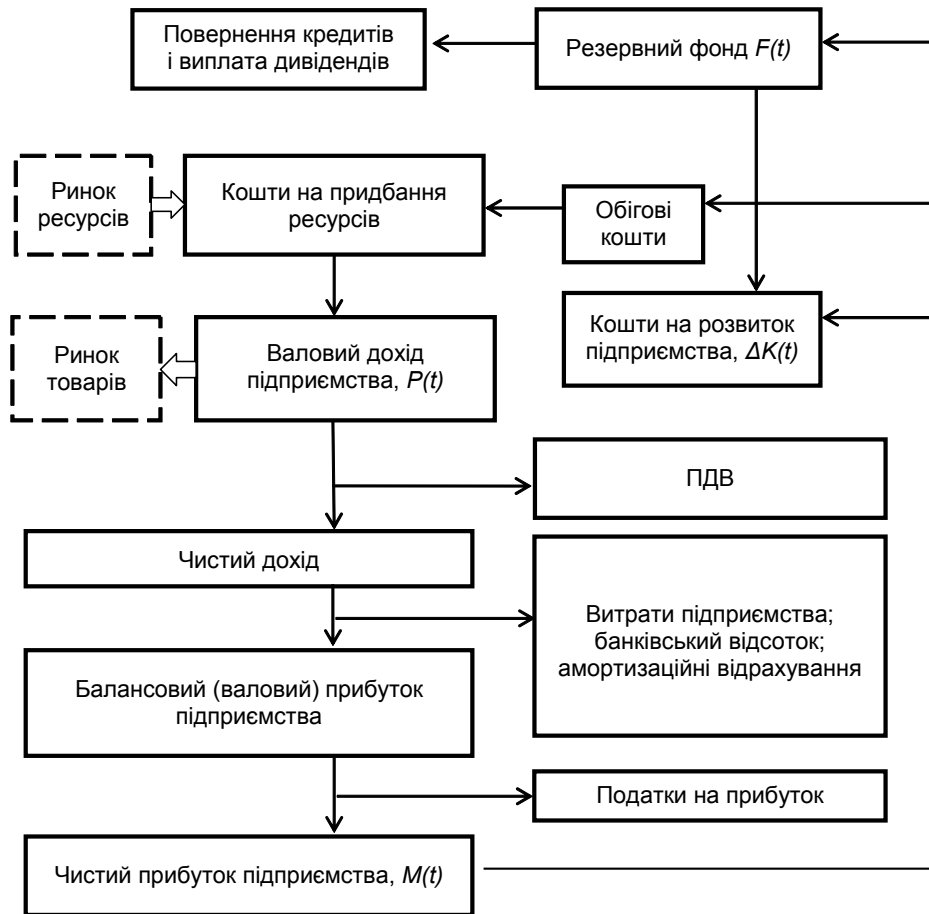 Повернення кредитів
і виплата дивідендів
Резервний фонд F(t)
Ринок
ресурсів
Кошти на придбання
ресурсів
Обігові
кошти
Кошти на розвиток
підприємства, ΔK(t)
Ринок
товарів
Валовий дохід
підприємства, P(t)
ПДВ
Чистий дохід
Витрати підприємства;
банківський відсоток;
амортизаційні відрахування
Балансовий (валовий) прибуток
підприємства
Податки на прибуток
Чистий прибуток підприємства, M(t)